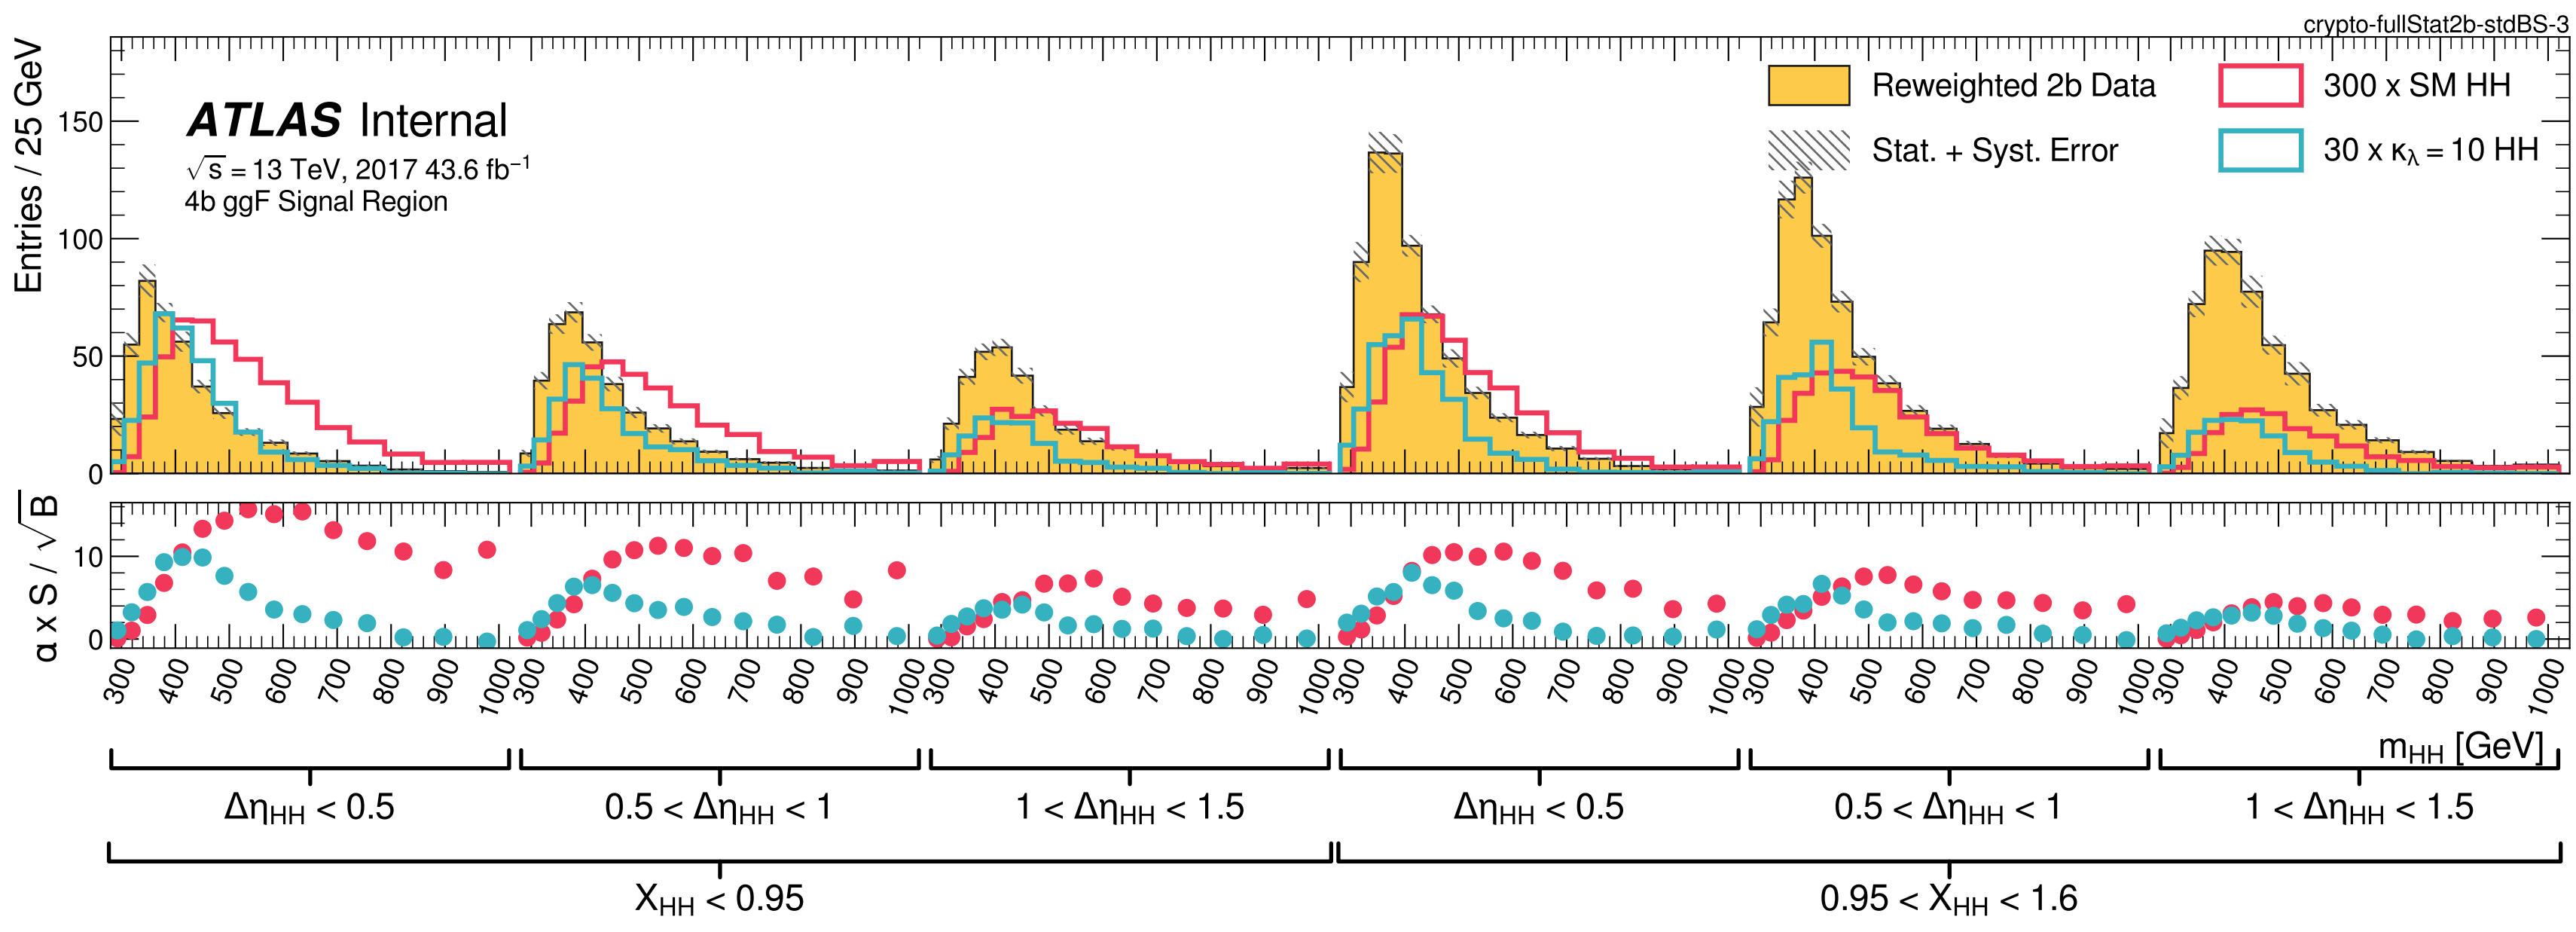 crypto-fullStat2b-stdBS-3
Entries / 25 GeV
150
100
50
0
ATLAS Internal
√s = 13 TeV, 2017 43.6 fb⁻¹
4b ggF Signal Region
Reweighted 2b Data
Stat. + Syst. Error
300 x SM HH
30 x κλ = 10 HH
α x S / √B
10
0
300 400 500 600 700 800 900 1000 300 400 500 600 700 800 900 1000 300 400 500 600 700 800 900 1000 300 400 500 600 700 800 900 1000 300 400 500 600 700 800 900 1000 300 400 500 600 700 800 900 1000
mHH [GeV]
ΔηHH < 0.5 0.5 < ΔηHH < 1 1 < ΔηHH < 1.5 ΔηHH < 0.5 0.5 < ΔηHH < 1 1 < ΔηHH < 1.5
XHH < 0.95 0.95 < XHH < 1.6